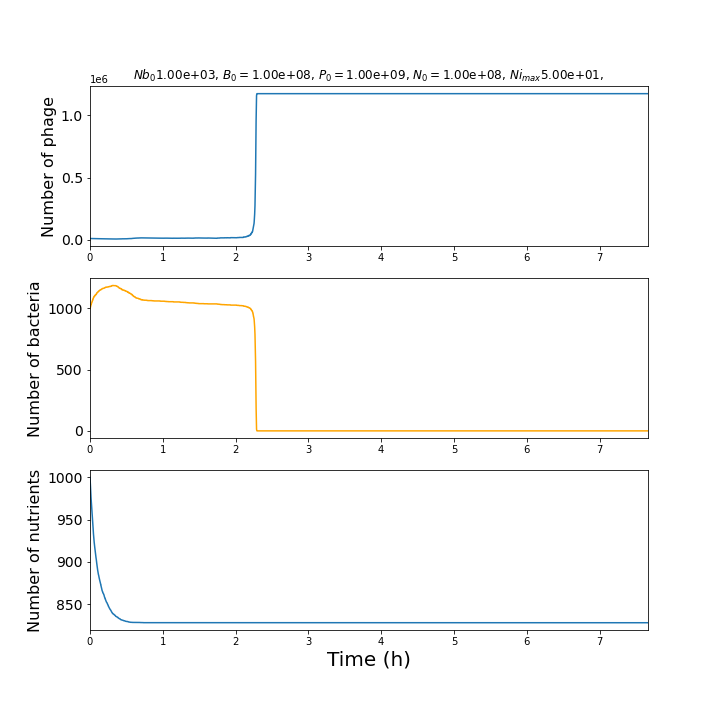 Nb₀1.00e+03, B₀ = 1.00e+08, P₀ = 1.00e+09, N₀ = 1.00e+08, Niₘₐₓ5.00e+01,
1e6
Number of phage
1.0
0.5
0.0
0 1 2 3 4 5 6 7
Number of bacteria
1000
500
0
0 1 2 3 4 5 6 7
Number of nutrients
1000
950
900
850
0 1 2 3 4 5 6 7
Time (h)